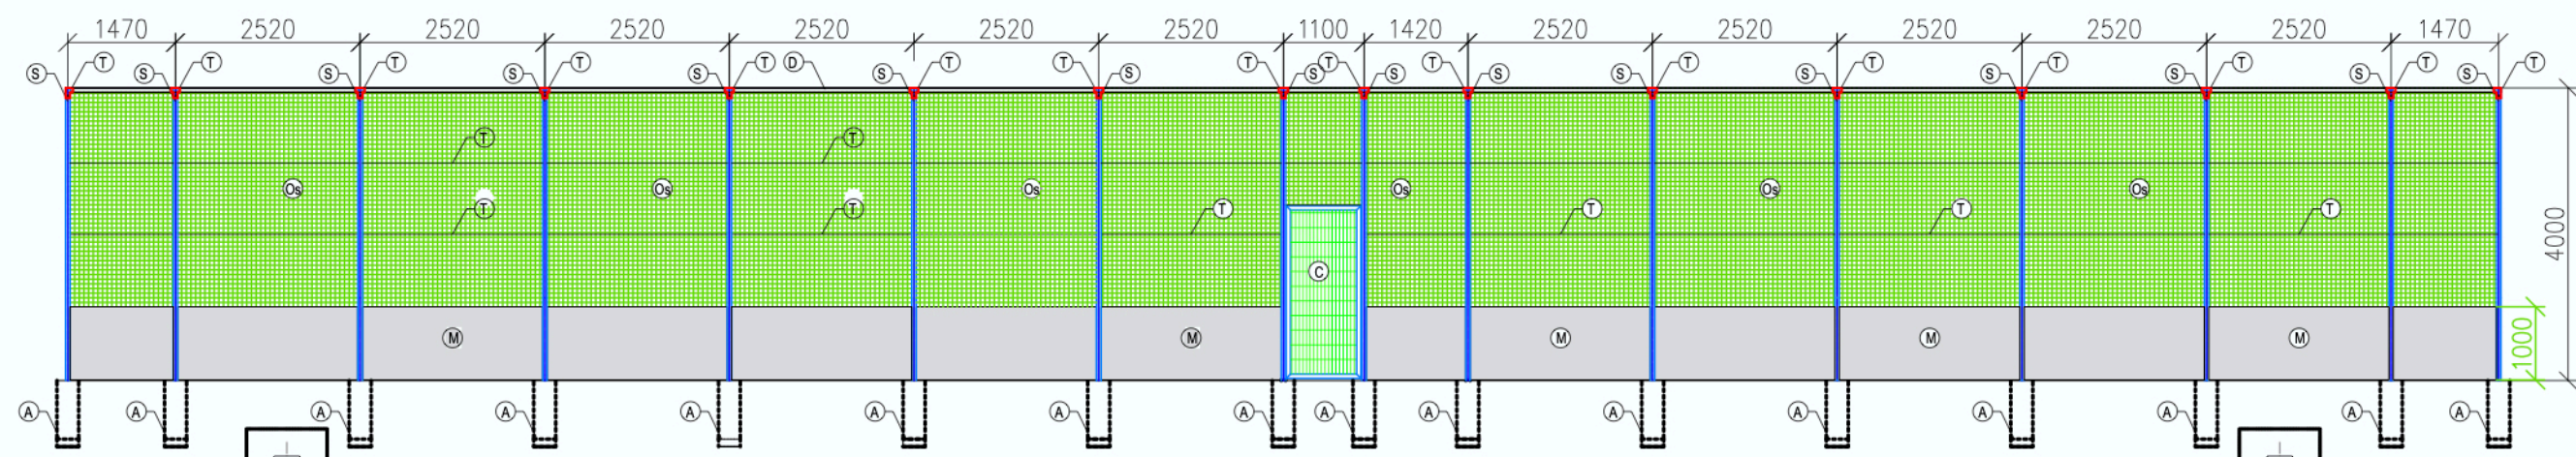 1470 2520 2520 2520 2520 2520 2520 1100 1420 2520 2520 2520 2520 2520 1470
S T S T S T S T S T D S T T S T S T S T S S T S T S T S T S T S T
T T
Os Os Os Os Os Os
T T T T T T
4000
C
1000
M M M M M
A A A A A A A A A A A A A A A A